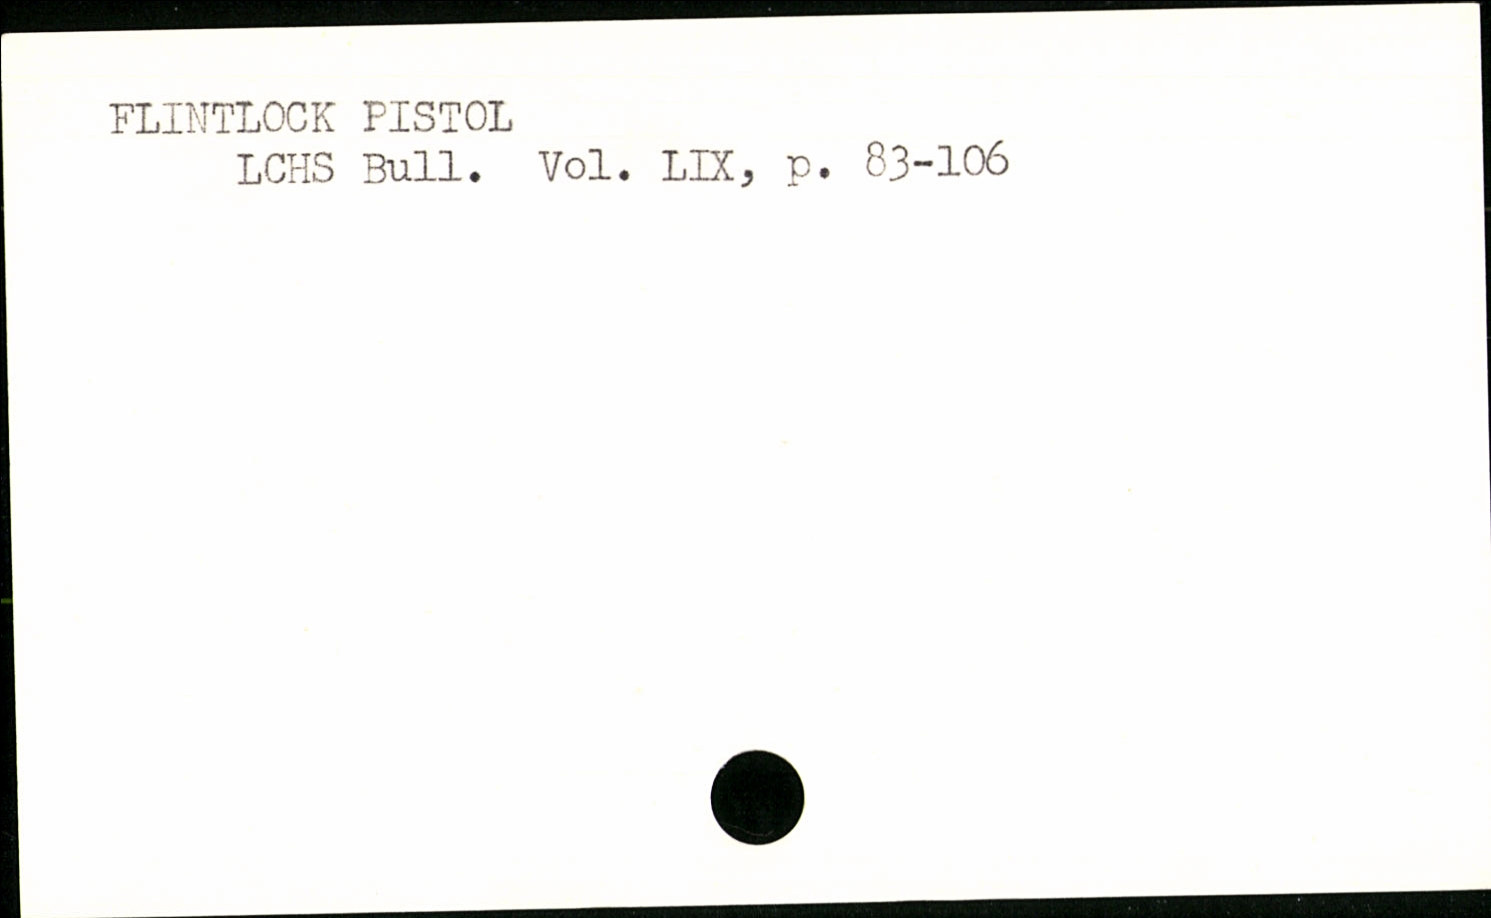 FLINTLOCK PISTOL
LCHS Bull. Vol. LIX, p. 83-106